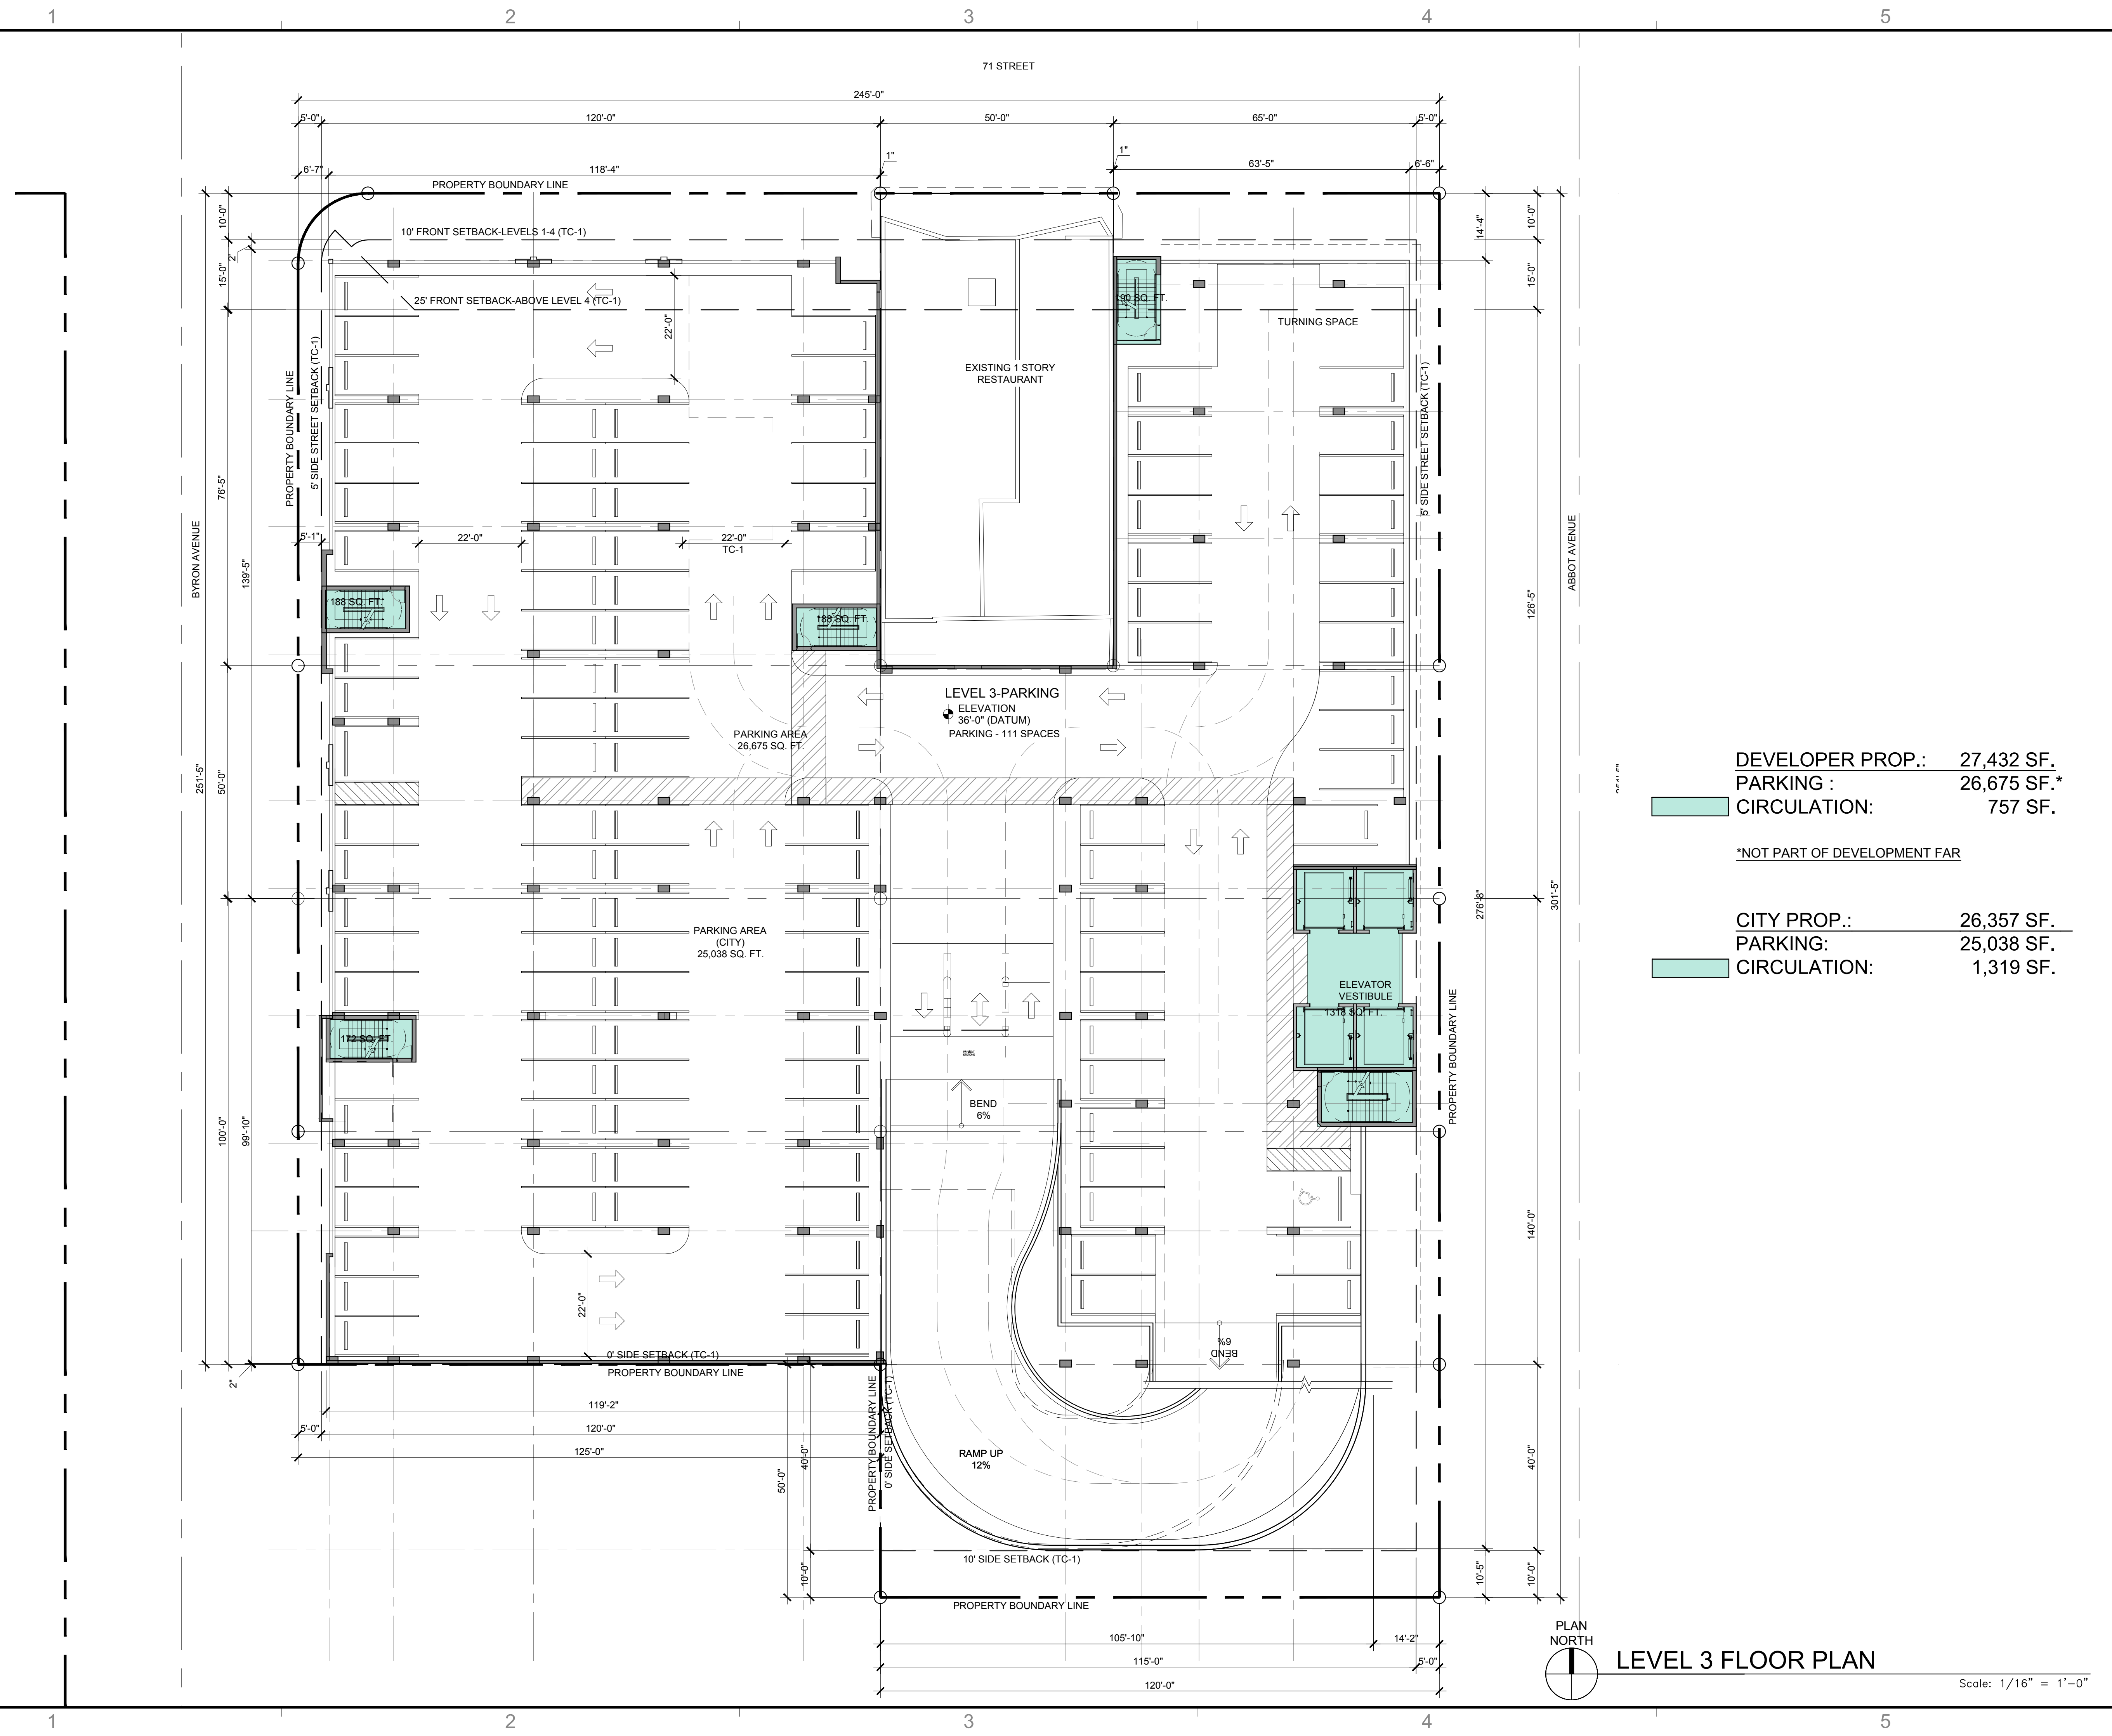 1 2 3 4 5
71 STREET
245'-0"
5'-0" 120'-0" 50'-0" 65'-0" 5'-0"
1" 1"
6'-7" 118'-4" 63'-5" 6'-6"
PROPERTY BOUNDARY LINE
10'-0" 14'-4" 10'-0"
10' FRONT SETBACK-LEVELS 1-4 (TC-1)
2'
15'-0" 15'-0"
25' FRONT SETBACK-ABOVE LEVEL 4 (TC-1)
90 SQ. FT.
TURNING SPACE
22'-0"
EXISTING 1 STORY
RESTAURANT
PROPERTY BOUNDARY LINE
5' SIDE STREET SETBACK (TC-1)
5' SIDE STREET SETBACK (TC-1)
76'-5"
BYRON AVENUE
ABBOT AVENUE
139'-5"
5'-1" 22'-0" 22'-0"
TC-1
188 SQ. FT.
188 SQ. FT.
126'-5"
LEVEL 3-PARKING
ELEVATION
36'-0" (DATUM)
PARKING - 111 SPACES
PARKING AREA
26,675 SQ. FT.
251'-5"
50'-0"
DEVELOPER PROP.: 27,432 SF.
PARKING : 26,675 SF.*
CIRCULATION: 757 SF.
*NOT PART OF DEVELOPMENT FAR
CITY PROP.: 26,357 SF.
PARKING: 25,038 SF.
CIRCULATION: 1,319 SF.
276'-8"
301'-5"
PARKING AREA
(CITY)
25,038 SQ. FT.
ELEVATOR
VESTIBULE
1318 SQ. FT.
172 SQ. FT.
PROPERTY BOUNDARY LINE
BEND
6%
100'-0"
99'-10"
140'-0"
22'-0"
6%
BEND
0' SIDE SETBACK (TC-1)
PROPERTY BOUNDARY LINE
2"
119'-2"
5'-0" 120'-0"
125'-0"
PROPERTY BOUNDARY LINE
0' SIDE SETBACK (TC-1)
50'-0"
40'-0"
40'-0"
RAMP UP
12%
10' SIDE SETBACK (TC-1)
10'-0" 10'-5" 10'-0"
PROPERTY BOUNDARY LINE
105'-10" 14'-2"
115'-0" 5'-0"
120'-0"
PLAN
NORTH
LEVEL 3 FLOOR PLAN
Scale: 1/16" = 1'-0"
1 2 3 4 5